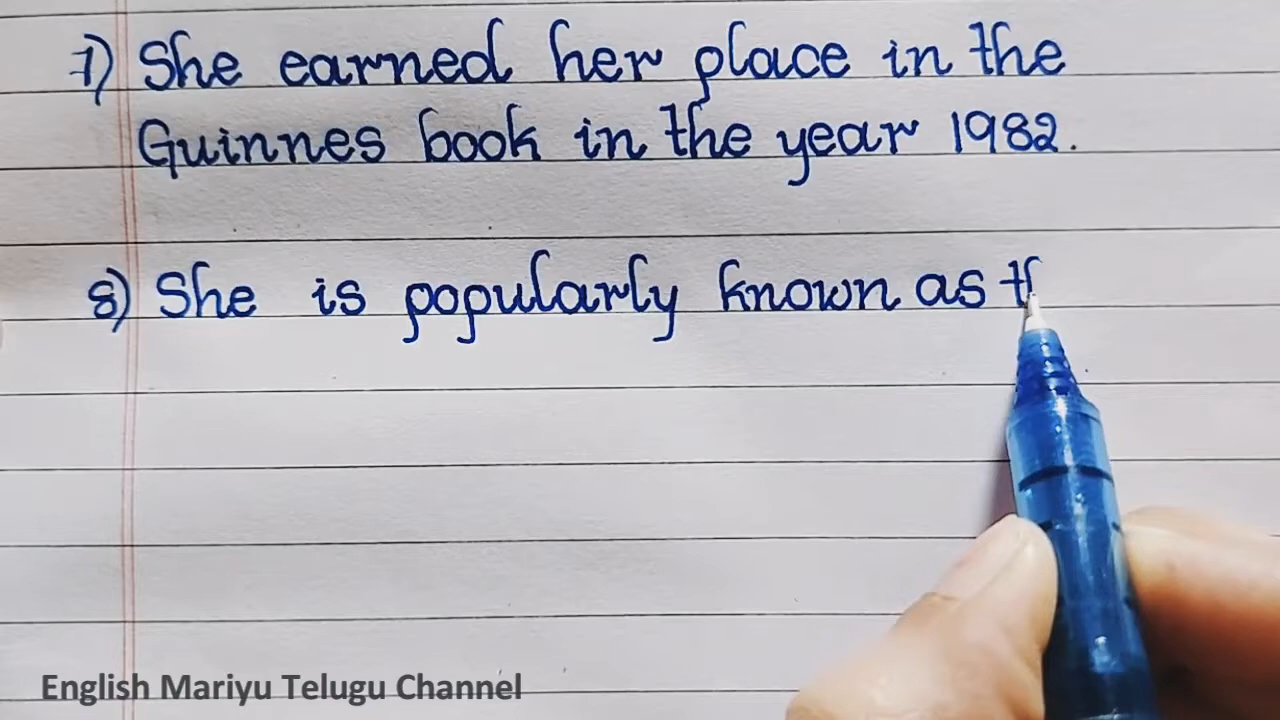 7) She earned her place in the
Guinnes book in the year 1982.
8) She is popularly known as th
English Mariyu Telugu Channel